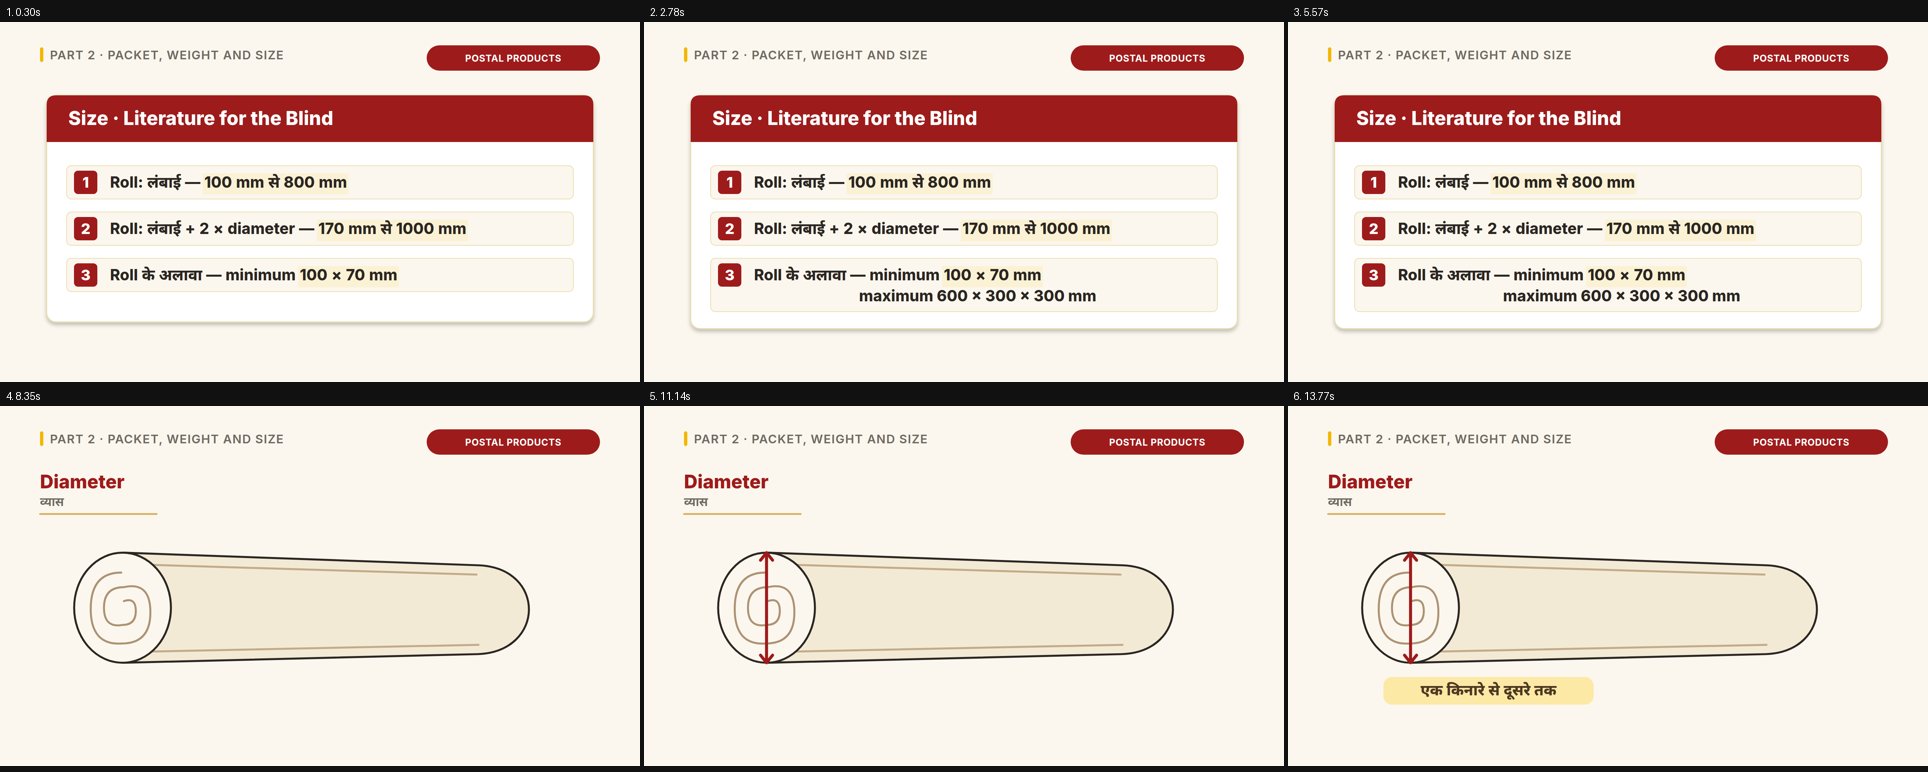 1. 0.30s
PART 2 · PACKET, WEIGHT AND SIZE
POSTAL PRODUCTS
Size · Literature for the Blind
1 Roll: लंबाई — 100 mm से 800 mm
2 Roll: लंबाई + 2 × diameter — 170 mm से 1000 mm
3 Roll के अलावा — minimum 100 × 70 mm
2. 2.78s
PART 2 · PACKET, WEIGHT AND SIZE
POSTAL PRODUCTS
Size · Literature for the Blind
1 Roll: लंबाई — 100 mm से 800 mm
2 Roll: लंबाई + 2 × diameter — 170 mm से 1000 mm
3 Roll के अलावा — minimum 100 × 70 mm
maximum 600 × 300 × 300 mm
3. 5.57s
PART 2 · PACKET, WEIGHT AND SIZE
POSTAL PRODUCTS
Size · Literature for the Blind
1 Roll: लंबाई — 100 mm से 800 mm
2 Roll: लंबाई + 2 × diameter — 170 mm से 1000 mm
3 Roll के अलावा — minimum 100 × 70 mm
maximum 600 × 300 × 300 mm
4. 8.35s
PART 2 · PACKET, WEIGHT AND SIZE
POSTAL PRODUCTS
Diameter
व्यास
5. 11.14s
PART 2 · PACKET, WEIGHT AND SIZE
POSTAL PRODUCTS
Diameter
व्यास
6. 13.77s
PART 2 · PACKET, WEIGHT AND SIZE
POSTAL PRODUCTS
Diameter
व्यास
एक किनारे से दूसरे तक